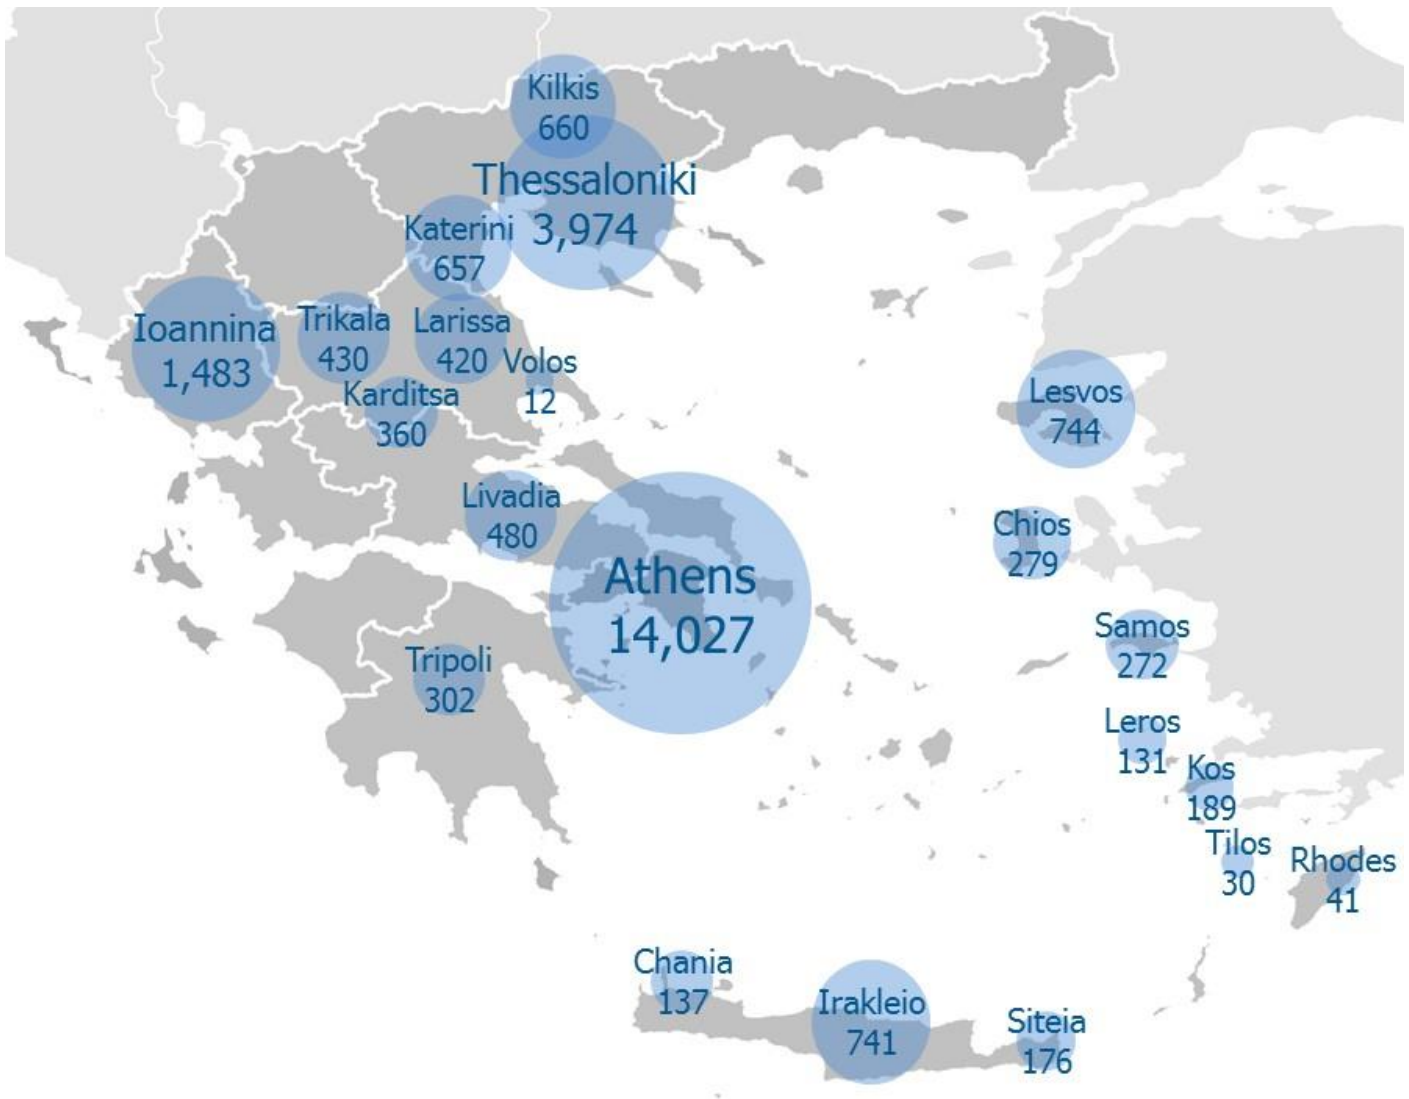 Kilkis
660
Thessaloniki
3,974
Katerini
657
Ioannina
1,483
Trikala
430
Larissa
420
Volos
12
Karditsa
360
Lesvos
744
Livadia
480
Chios
279
Athens
14,027
Samos
272
Tripoli
302
Leros
131
Kos
189
Tilos
30
Rhodes
41
Chania
137
Irakleio
741
Siteia
176